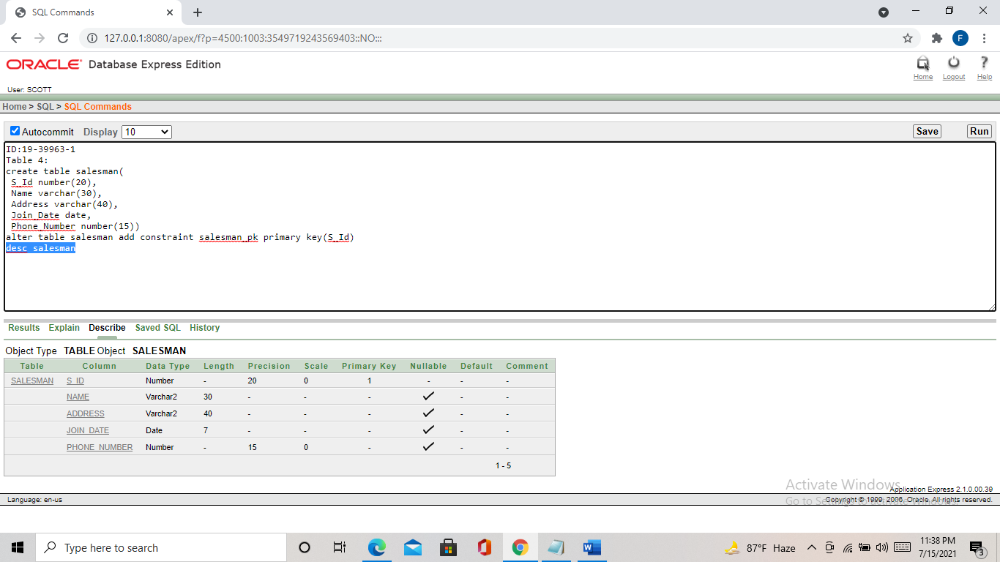 SQL Commands
127.0.0.1:8080/apex/f?p=4500:1003:3549719243569403::NO:::
F
ORACLE Database Express Edition
Home Logout Help
User: SCOTT
Home > SQL > SQL Commands
Autocommit Display 10 Save Run
ID:19-39963-1
Table 4:
create table salesman(
S_Id number(20),
Name varchar(30),
Address varchar(40),
Join_Date date,
Phone_Number number(15))
alter table salesman add constraint salesman_pk primary key(S_Id)
desc salesman
Results Explain Describe Saved SQL History
Object Type TABLE Object SALESMAN
Table Column Data Type Length Precision Scale Primary Key Nullable Default Comment
SALESMAN S_ID Number - 20 0 1 - - -
NAME Varchar2 30 - - - ✓ - -
ADDRESS Varchar2 40 - - - ✓ - -
JOIN_DATE Date 7 - - - ✓ - -
PHONE_NUMBER Number - 15 0 - ✓ - -
1 - 5
Activate Windows
Go to Settings to activate Windows.
Application Express 2.1.0.00.39
Language: en-us Copyright © 1999, 2006, Oracle. All rights reserved.
Type here to search 87°F Haze 11:38 PM
7/15/2021
3